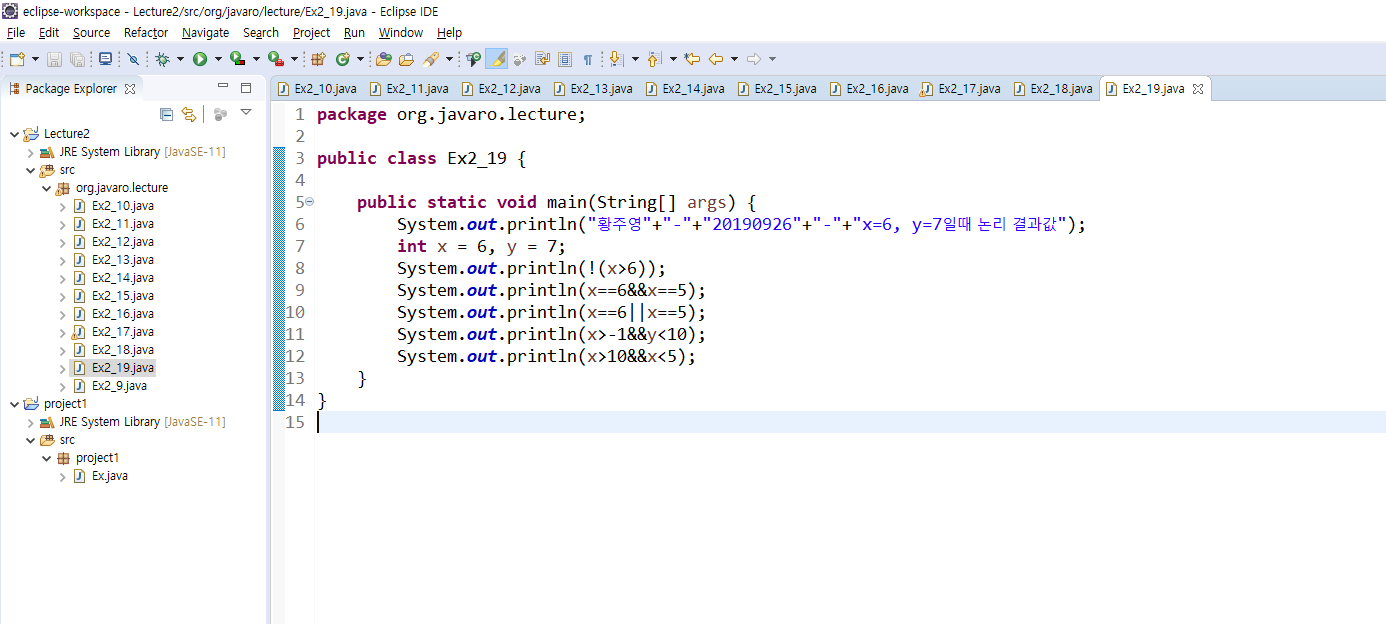 eclipse-workspace - Lecture2/src/org/javaro/lecture/Ex2_19.java - Eclipse IDE
File Edit Source Refactor Navigate Search Project Run Window Help
Package Explorer
Lecture2
JRE System Library [JavaSE-11]
src
org.javaro.lecture
Ex2_10.java
Ex2_11.java
Ex2_12.java
Ex2_13.java
Ex2_14.java
Ex2_15.java
Ex2_16.java
Ex2_17.java
Ex2_18.java
Ex2_19.java
Ex2_9.java
project1
JRE System Library [JavaSE-11]
src
project1
Ex.java
Ex2_10.java Ex2_11.java Ex2_12.java Ex2_13.java Ex2_14.java Ex2_15.java Ex2_16.java Ex2_17.java Ex2_18.java Ex2_19.java
1 package org.javaro.lecture;
2
3 public class Ex2_19 {
4
5 public static void main(String[] args) {
6 System.out.println("황주영"+"-"+"20190926"+"-"+"x=6, y=7일때 논리 결과값");
7 int x = 6, y = 7;
8 System.out.println(!(x>6));
9 System.out.println(x==6&&x==5);
10 System.out.println(x==6||x==5);
11 System.out.println(x>-1&&y<10);
12 System.out.println(x>10&&x<5);
13 }
14 }
15